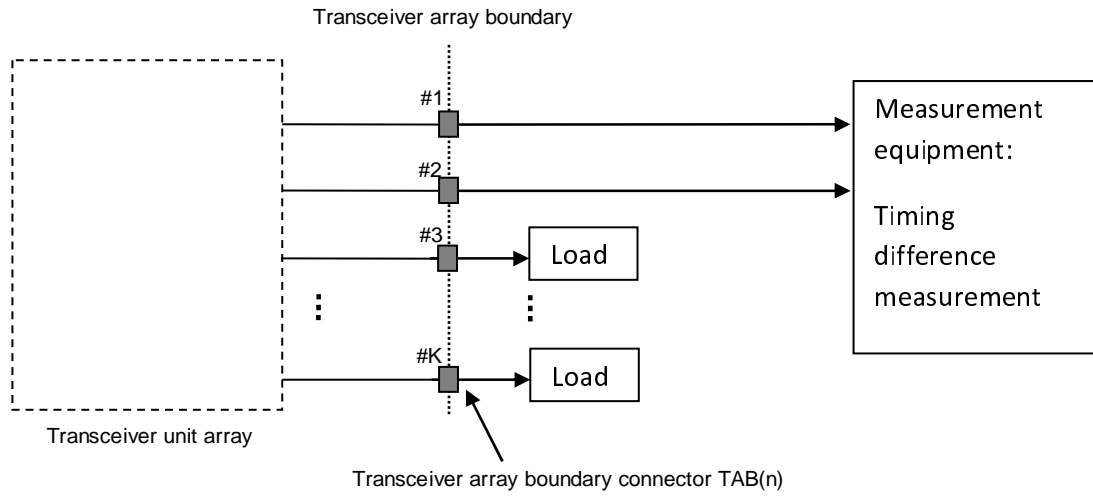 Transceiver array boundary
#1
#2
#3
#K
Measurement
equipment:
Timing
difference
measurement
Load
Load
Transceiver unit array
Transceiver array boundary connector TAB(n)